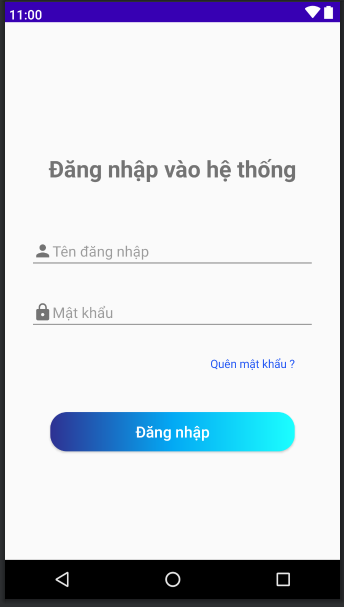 11:00
Đăng nhập vào hệ thống
Tên đăng nhập
Mật khẩu
Quên mật khẩu ?
Đăng nhập